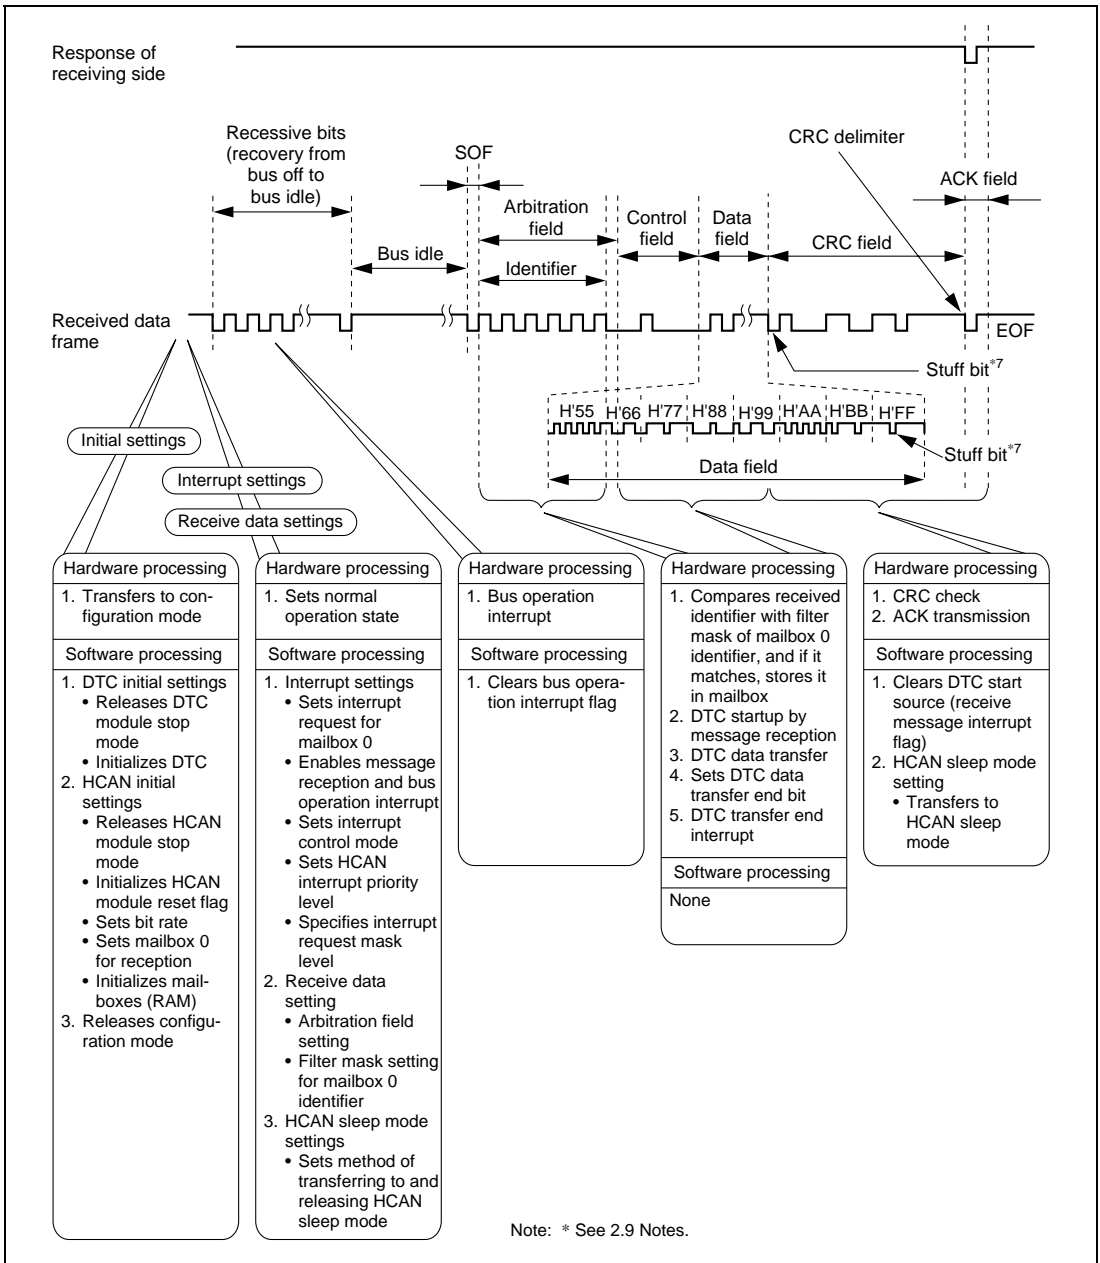 Response of
receiving side
Recessive bits
(recovery from
bus off to
bus idle)
SOF
CRC delimiter
ACK field
Arbitration
field
Control
field
Data
field
CRC field
Bus idle
Identifier
Received data
frame
EOF
Stuff bit*7
H'55 H'66 H'77 H'88 H'99 H'AA H'BB H'FF
Stuff bit*7
Data field
Initial settings
Interrupt settings
Receive data settings
Hardware processing
1. Transfers to con-
figuration mode
Software processing
1. DTC initial settings
• Releases DTC
module stop
mode
• Initializes DTC
2. HCAN initial
settings
• Releases HCAN
module stop
mode
• Initializes HCAN
module reset flag
• Sets bit rate
• Sets mailbox 0
for reception
• Initializes mail-
boxes (RAM)
3. Releases configu-
ration mode
Hardware processing
1. Sets normal
operation state
Software processing
1. Interrupt settings
• Sets interrupt
request for
mailbox 0
• Enables message
reception and bus
operation interrupt
• Sets interrupt
control mode
• Sets HCAN
interrupt priority
level
• Specifies interrupt
request mask
level
2. Receive data
setting
• Arbitration field
setting
• Filter mask setting
for mailbox 0
identifier
3. HCAN sleep mode
settings
• Sets method of
transferring to and
releasing HCAN
sleep mode
Hardware processing
1. Bus operation
interrupt
Software processing
1. Clears bus opera-
tion interrupt flag
Hardware processing
1. Compares received
identifier with filter
mask of mailbox 0
identifier, and if it
matches, stores it
in mailbox
2. DTC startup by
message reception
3. DTC data transfer
4. Sets DTC data
transfer end bit
5. DTC transfer end
interrupt
Software processing
None
Hardware processing
1. CRC check
2. ACK transmission
Software processing
1. Clears DTC start
source (receive
message interrupt
flag)
2. HCAN sleep mode
setting
• Transfers to
HCAN sleep
mode
Note: * See 2.9 Notes.